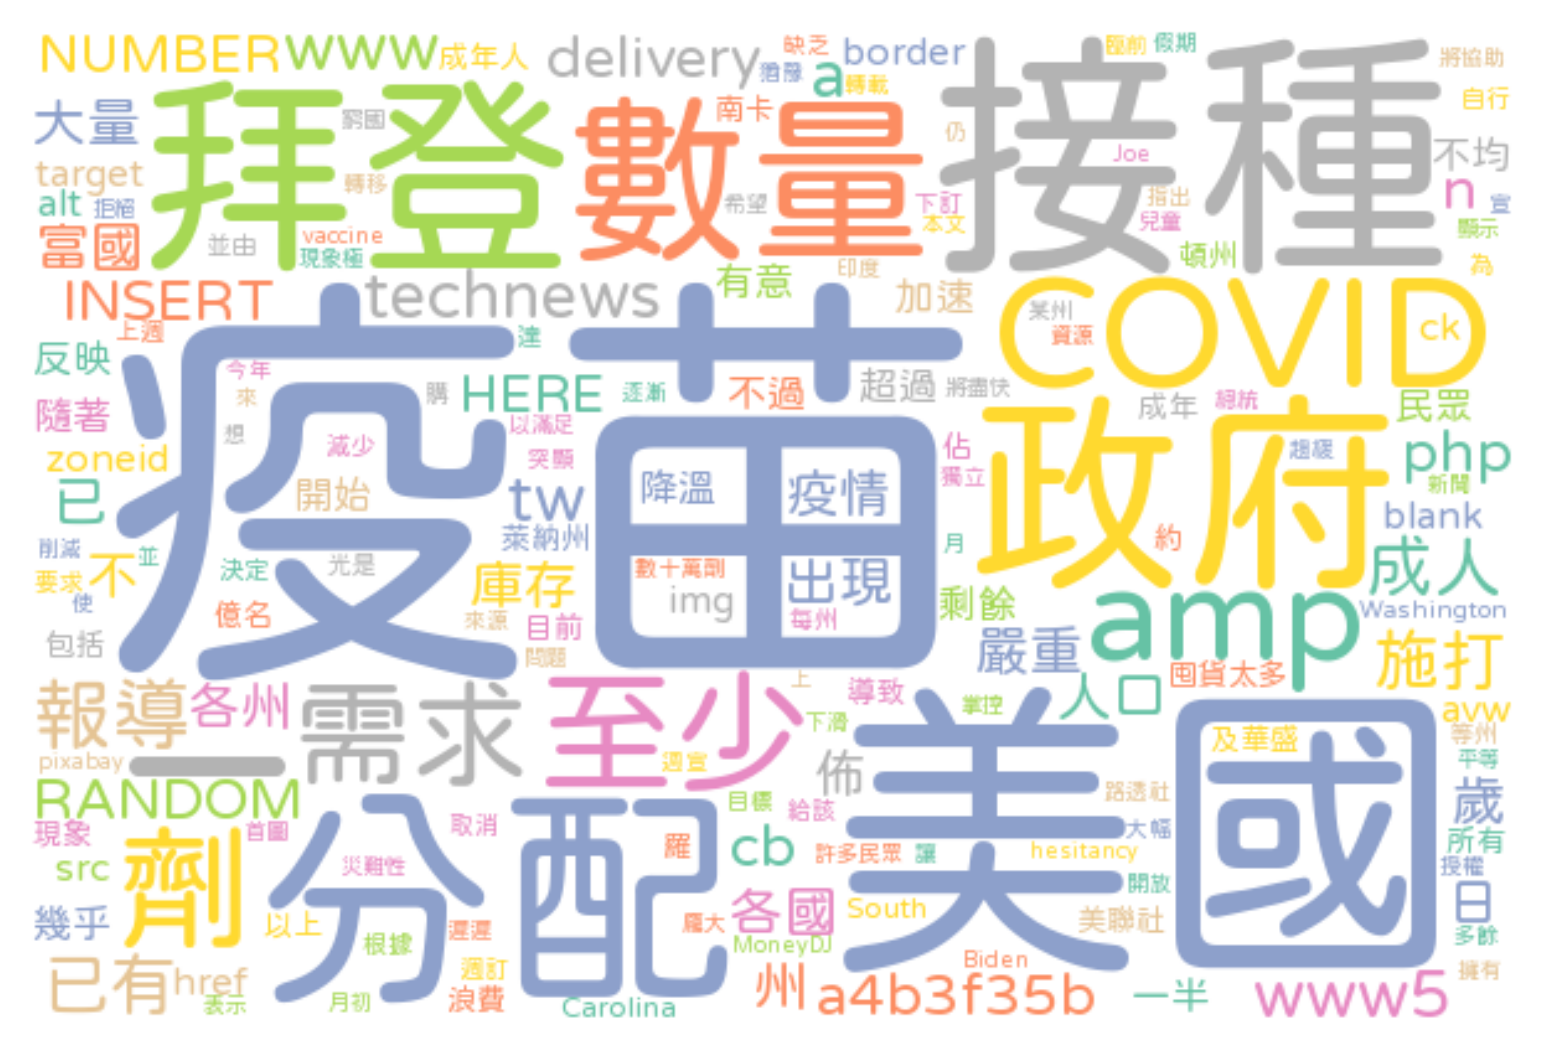 NUMBER WWW 成年人 delivery 缺乏 border 臨前 假期 將協助
猶豫 a 轉載 自行
大量 拜登 窮國 數量 南卡 接種 仍 不均
target 轉移 Joe
alt 拒絕 希望 下訂 指出 n 宣
富國 並由 vaccine 本文 兒童 顯示
現象極 頓州 為
INSERT technews 有意 印度 加速 COVID 某州 ck
上週 資源
反映 疫苗 達 今年 HERE 逐漸 不過 超過 將盡快 成年 總統 民眾
隨著 來 購 以滿足
想 減少 突顯 佔 政府 趨緩 php
zoneid 開始 降溫 疫情 獨立 新聞
已 tw blank
削減 並 萊納州 月 約 成人
要求 不 決定 光是 庫存 數十萬劑 出現
使 億名 來源 img 每州 剩餘 amp Washington
包括 目前 嚴重 施打
問題 囤貨太多
報導 各州 需求 至少 上 導致 掌控 人口 avw
下滑 美國 及華盛 等州
pixabay 一 週宣 佈 平等
RANDOM 分配 目標 給該 路透社 歲
現象 首圖 取消 大幅 所有
src 劑 災難性 羅 cb 許多民眾 讓 hesitancy 授權
幾乎 以上 龐大 各國 South 開放 日
根據 遲遲 MoneyDJ 美聯社 多餘
已有 href 週訂 Biden 擁有
表示 月初 浪費 Carolina 州 a4b3f35b 一半 www5